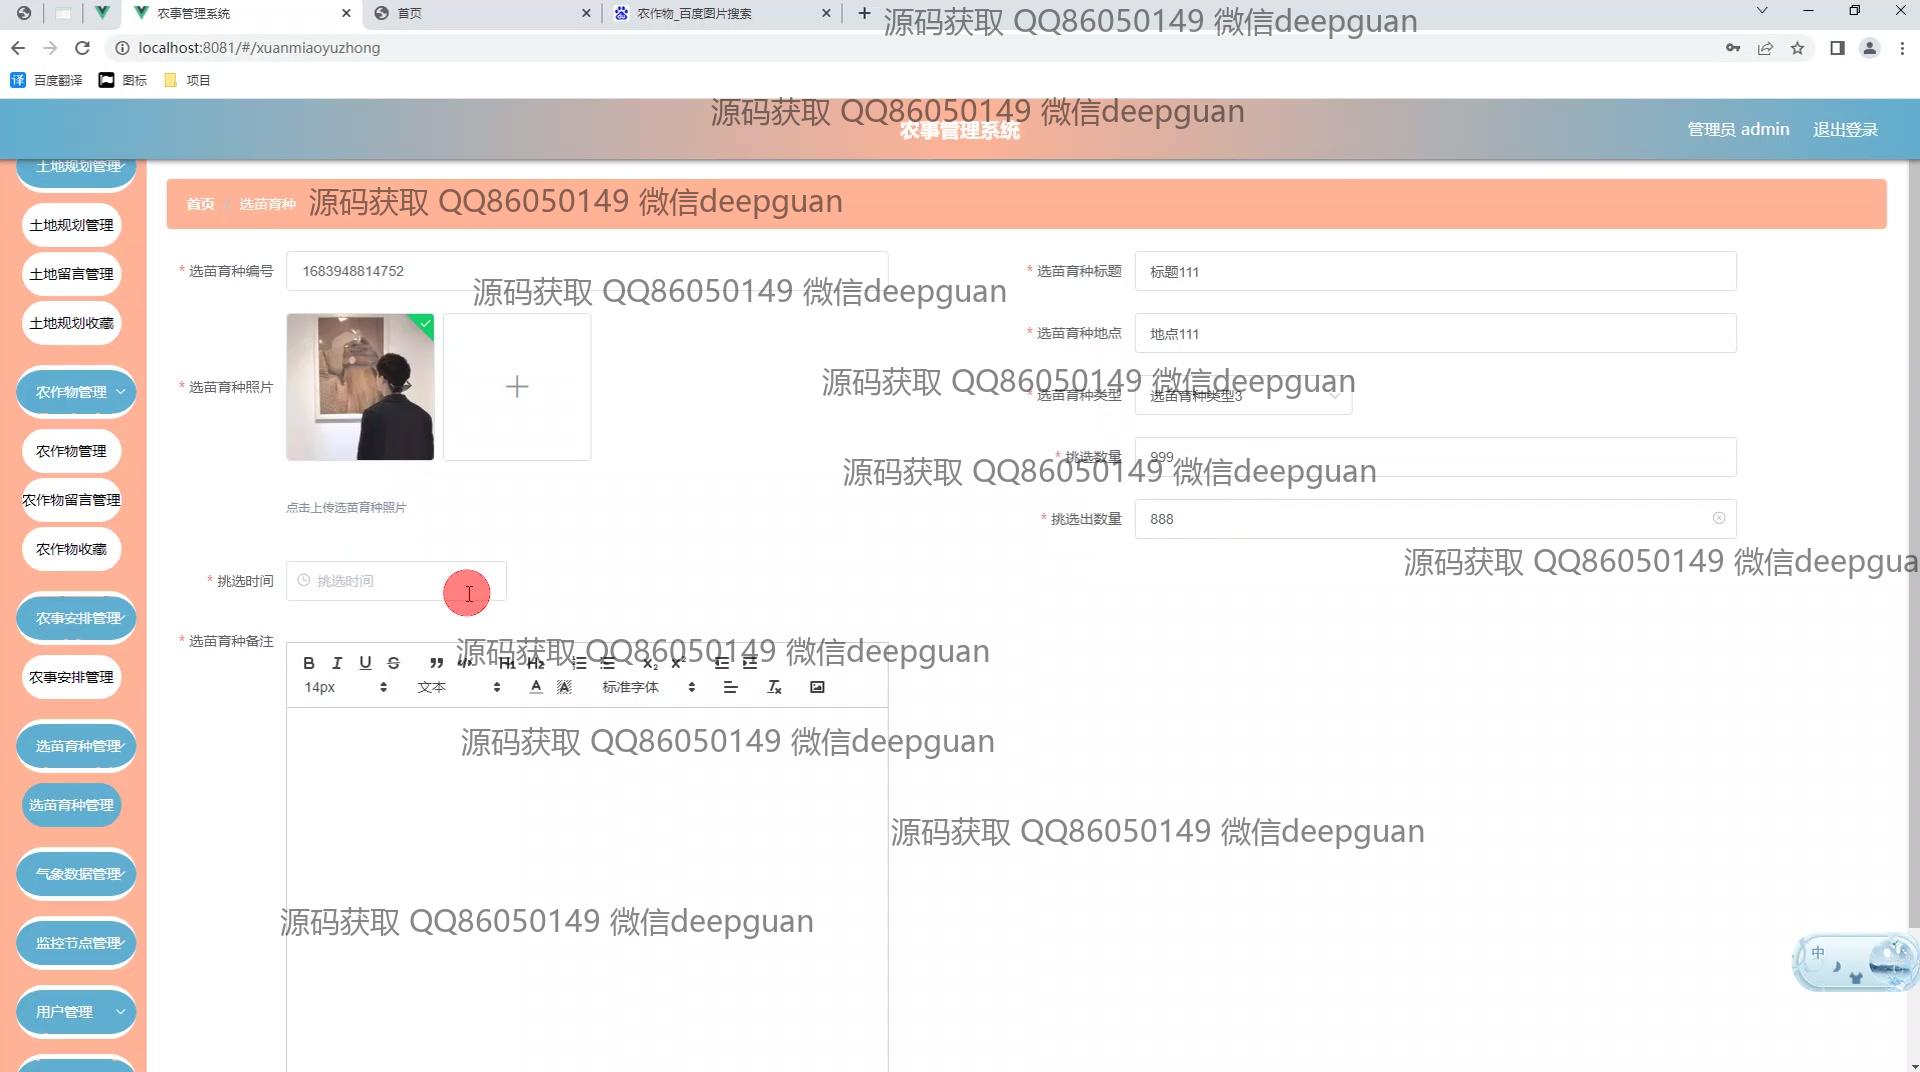 农事管理系统
首页
农作物_百度图片搜索
源码获取 QQ86050149 微信deepguan
localhost:8081/#/xuanmiaoyuzhong
百度翻译
图标
项目
源码获取 QQ86050149 微信deepguan
农事管理系统
管理员 admin
退出登录
土地规划管理
土地规划管理
土地留言管理
土地规划收藏
农作物管理
农作物管理
农作物留言管理
农作物收藏
农事安排管理
农事安排管理
选苗育种管理
选苗育种管理
气象数据管理
监控节点管理
用户管理
首页 / 选苗育种
源码获取 QQ86050149 微信deepguan
* 选苗育种编号 1683948814752
* 选苗育种标题 标题111
源码获取 QQ86050149 微信deepguan
* 选苗育种照片
点击上传选苗育种照片
* 选苗育种地点 地点111
源码获取 QQ86050149 微信deepguan
* 选苗育种类型 选苗育种类型3
* 挑选数量 999
源码获取 QQ86050149 微信deepguan
* 挑选出数量 888
源码获取 QQ86050149 微信deepgua
* 挑选时间 挑选时间
* 选苗育种备注
源码获取 QQ86050149 微信deepguan
B I U S H1 H2 X₂ X²
14px 文本 A 标准字体
源码获取 QQ86050149 微信deepguan
源码获取 QQ86050149 微信deepguan
源码获取 QQ86050149 微信deepguan
中